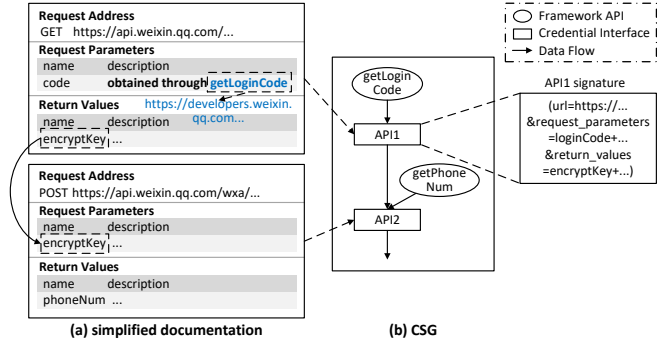 Request Address
GET https://api.weixin.qq.com/...
Request Parameters
name description
code obtained through getLoginCode
https://developers.weixin.
qq.com...
Return Values
name description
encryptKey ...
Request Address
POST https://api.weixin.qq.com/wxa/...
Request Parameters
name description
encryptKey ...
Return Values
name description
phoneNum ...
(a) simplified documentation
getLogin
Code
API1
getPhone
Num
API2
(b) CSG
Framework API
Credential Interface
Data Flow
API1 signature
(url=https://...
&request_parameters
=loginCode+...
&return_values
=encryptKey+...)